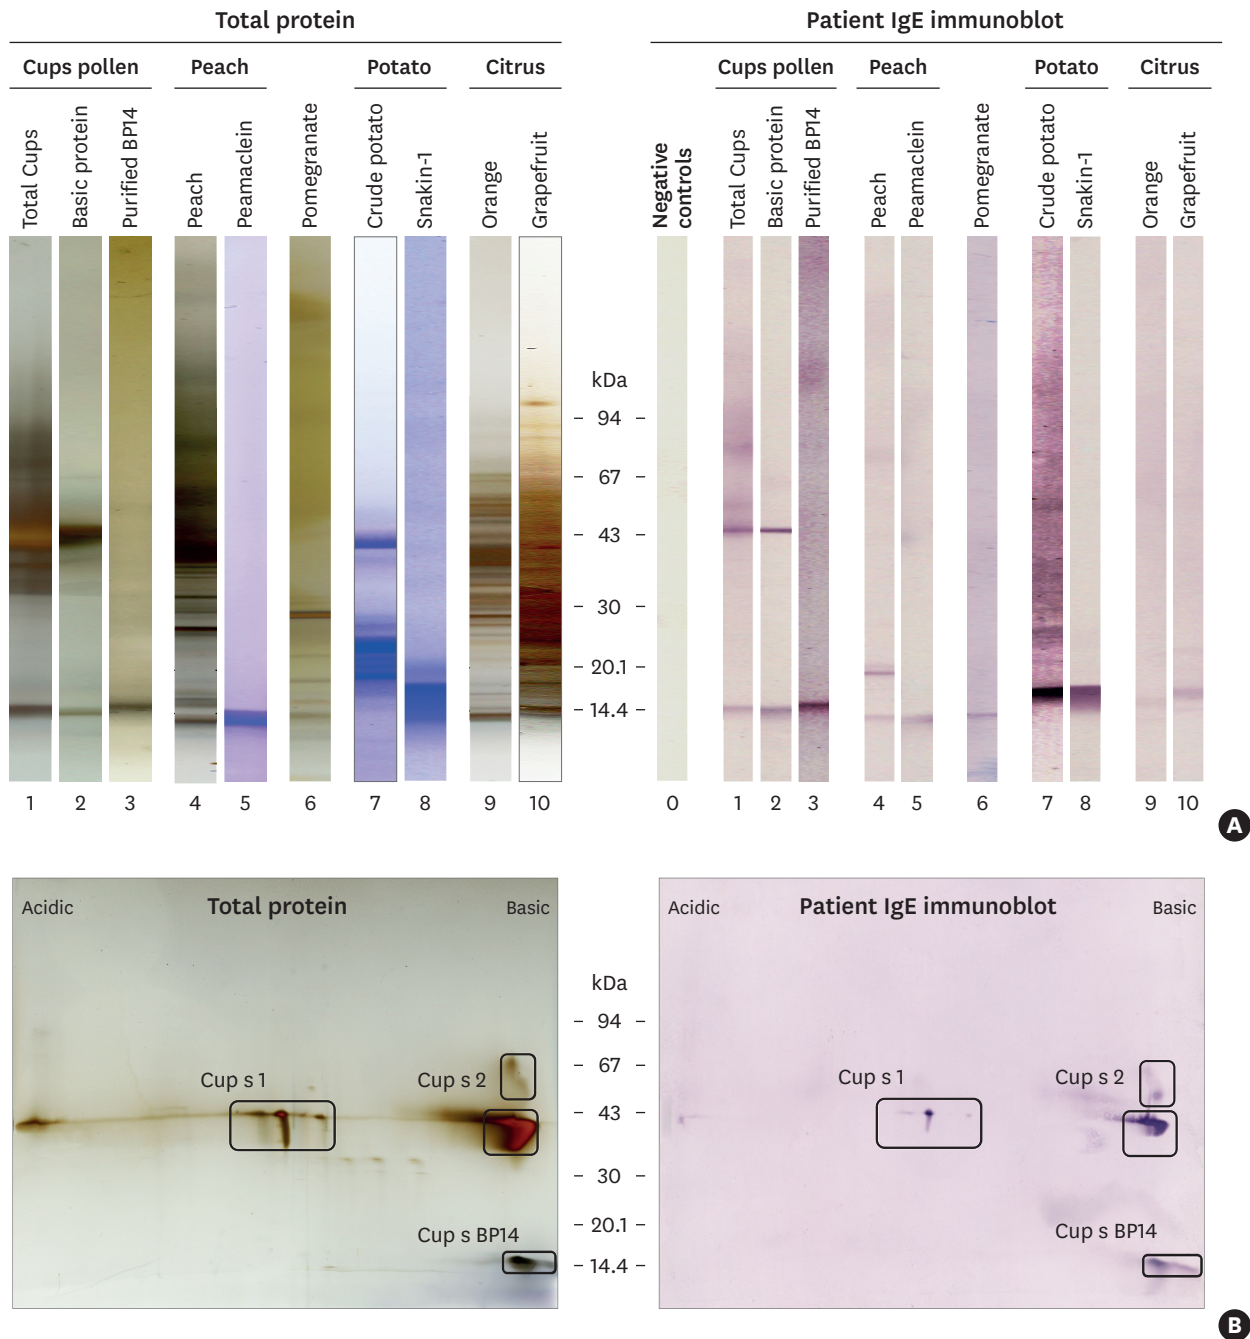 Total protein
Patient IgE immunoblot
Cups pollen Peach Potato Citrus
Cups pollen Peach Potato Citrus
Total Cups
Basic protein
Purified BP14
Peach
Peamaclein
Pomegranate
Crude potato
Snakin-1
Orange
Grapefruit
Negative
controls
Total Cups
Basic protein
Purified BP14
Peach
Peamaclein
Pomegranate
Crude potato
Snakin-1
Orange
Grapefruit
kDa
– 94 –
– 67 –
– 43 –
– 30 –
– 20.1 –
– 14.4 –
1 2 3 4 5 6 7 8 9 10
0 1 2 3 4 5 6 7 8 9 10
A
Acidic Total protein Basic
Acidic Patient IgE immunoblot Basic
kDa
– 94 –
– 67 –
– 43 –
– 30 –
– 20.1 –
– 14.4 –
Cup s 1 Cup s 2
Cup s BP14
Cup s 1 Cup s 2
Cup s BP14
B